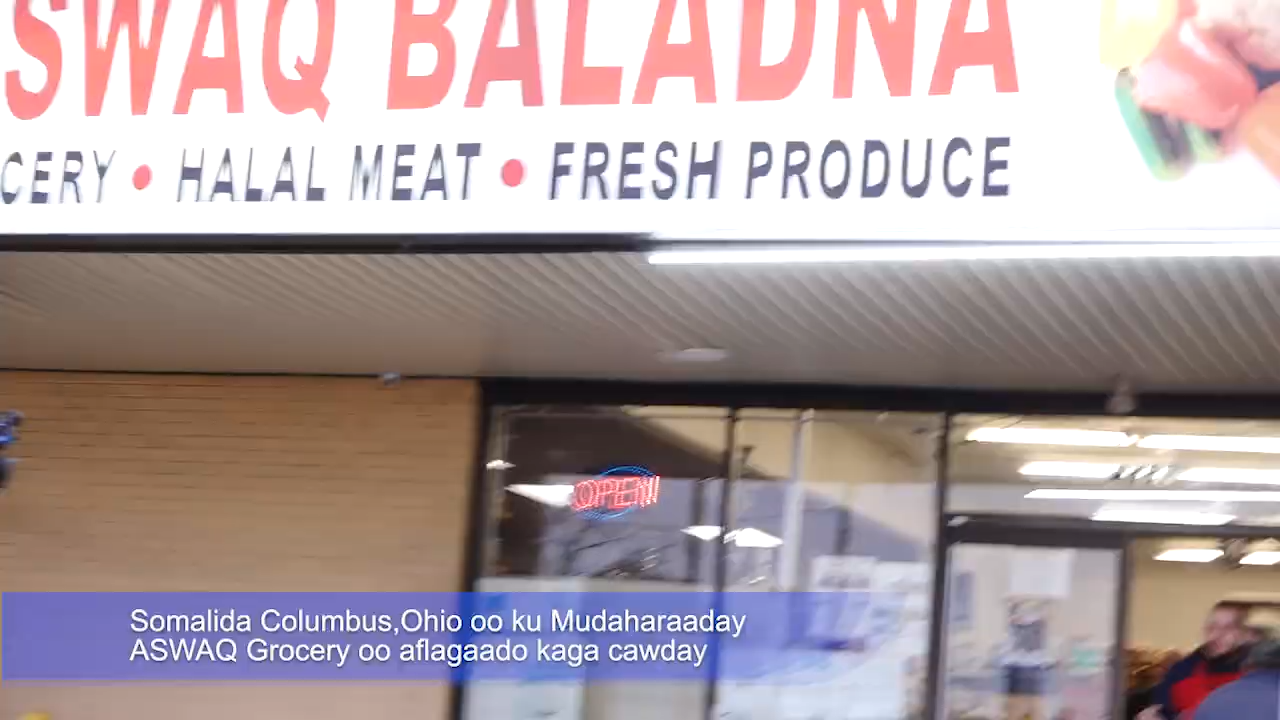 SWAQ BALADNA
CERY • HALAL MEAT • FRESH PRODUCE
OPEN
Somalida Columbus,Ohio oo ku Mudaharaaday
ASWAQ Grocery oo aflagaado kaga cawday